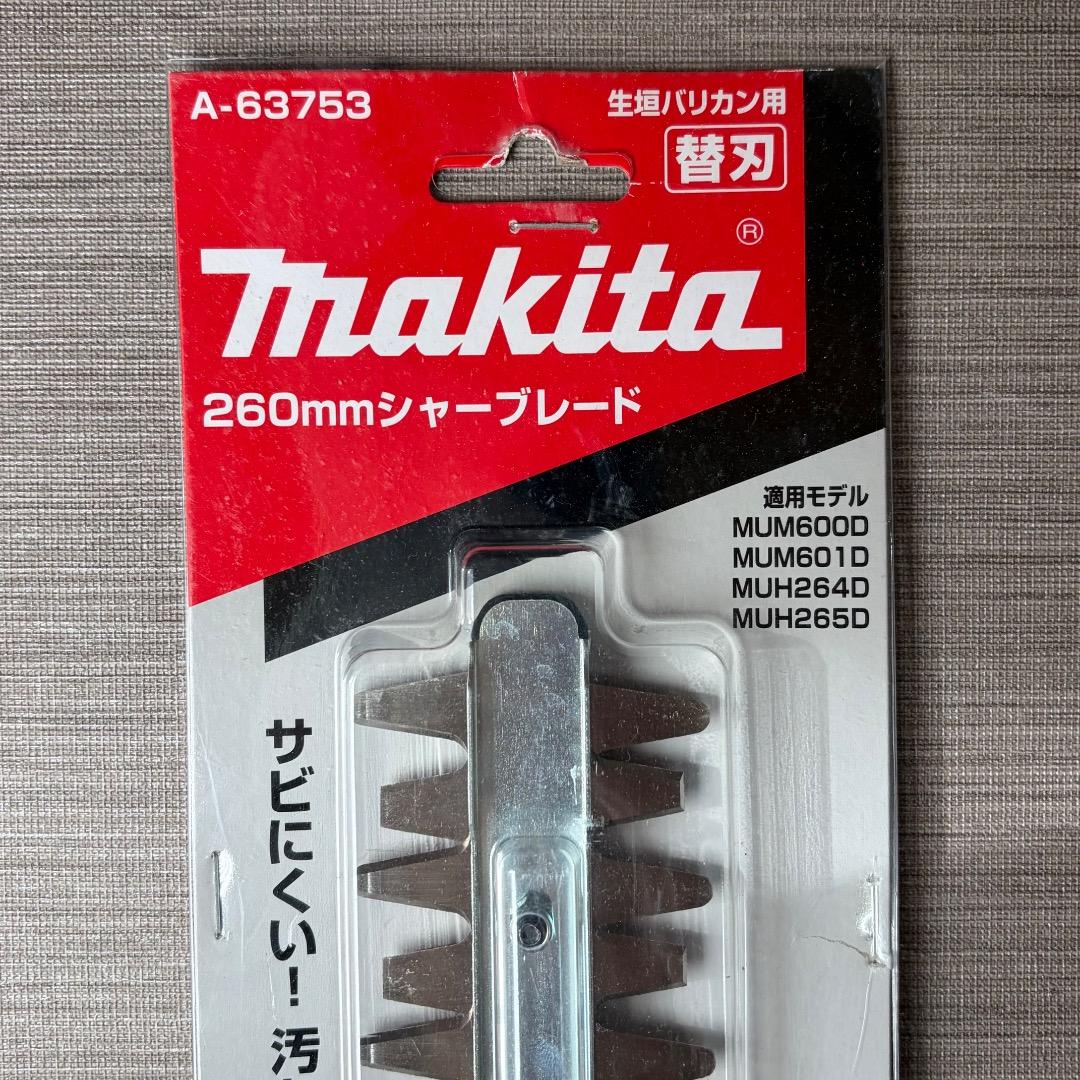 A-63753
生垣バリカン用
替刃
makita®
260mmシャーブレード
適用モデル
MUM600D
MUM601D
MUH264D
MUH265D
サビにくい！汚